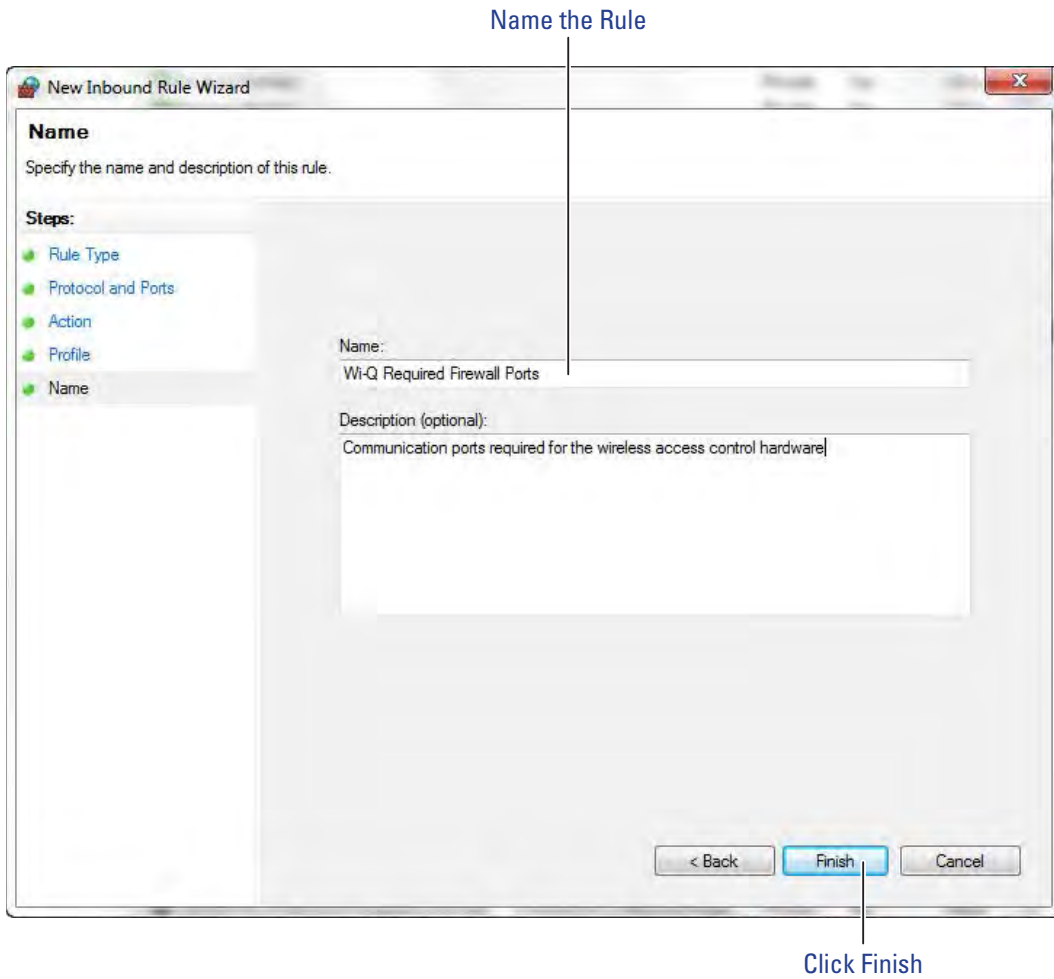 Name the Rule
New Inbound Rule Wizard
Name
Specify the name and description of this rule.
Steps:
Rule Type
Protocol and Ports
Action
Profile
Name
Name:
Wi-Q Required Firewall Ports
Description (optional):
Communication ports required for the wireless access control hardware
< Back Finish Cancel
Click Finish